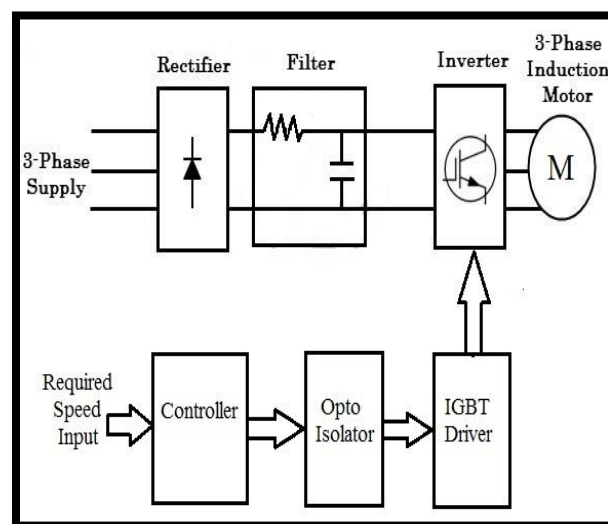 3-Phase
Induction
Motor
Rectifier
Filter
Inverter
3-Phase
Supply
M
Required
Speed
Input
Controller
Opto
Isolator
IGBT
Driver